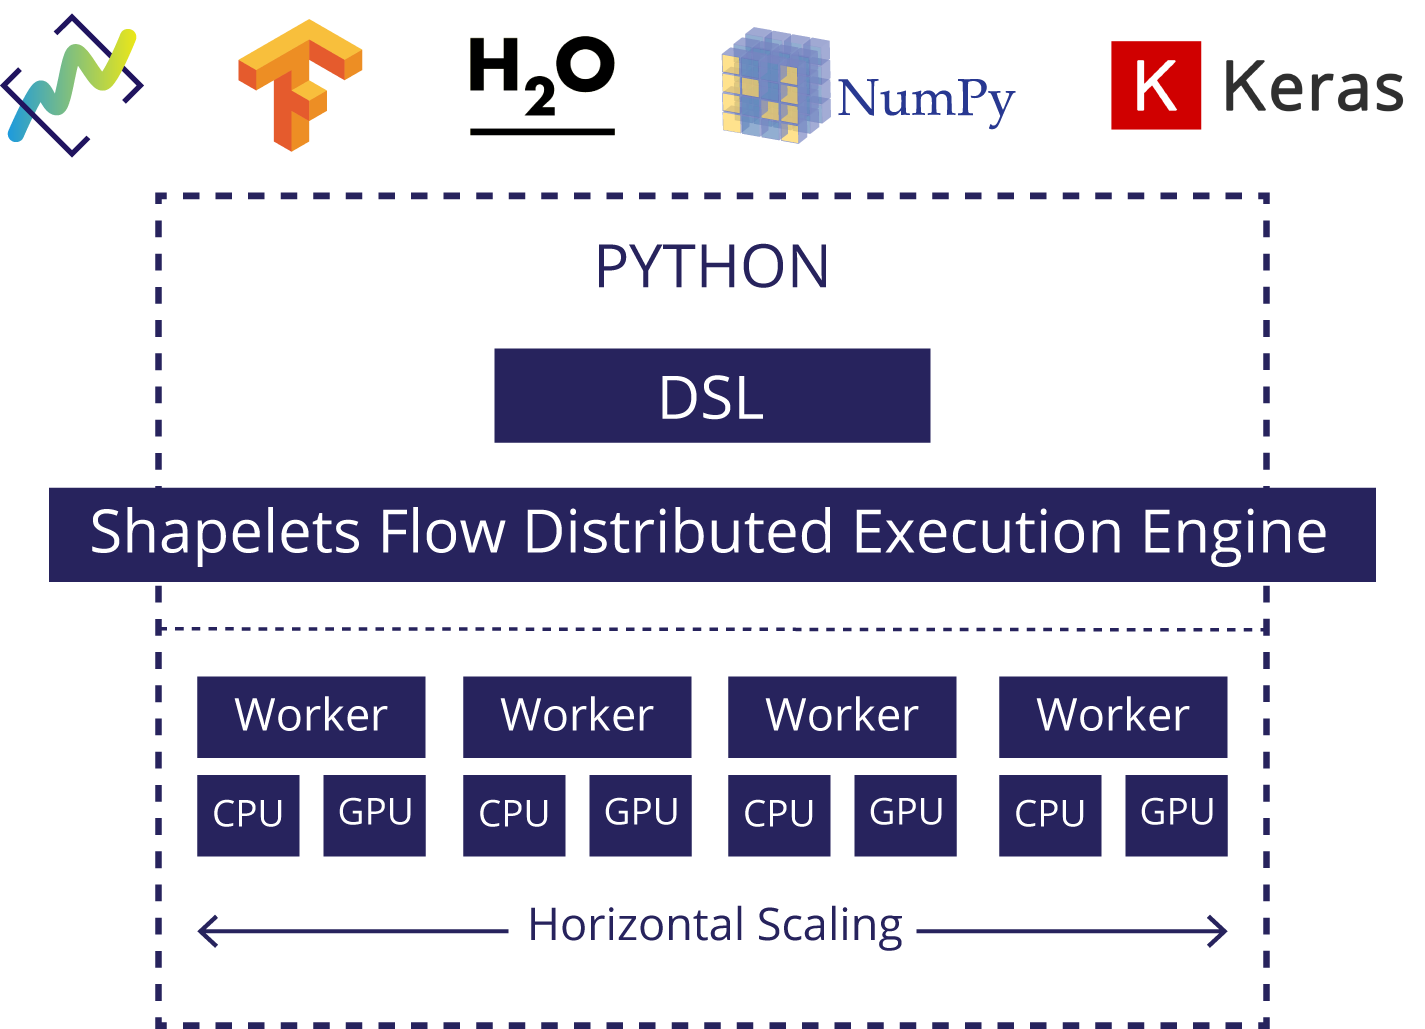 H2O
NumPy
K Keras
PYTHON
DSL
Shapelets Flow Distributed Execution Engine
Worker Worker Worker Worker
CPU GPU CPU GPU CPU GPU CPU GPU
Horizontal Scaling